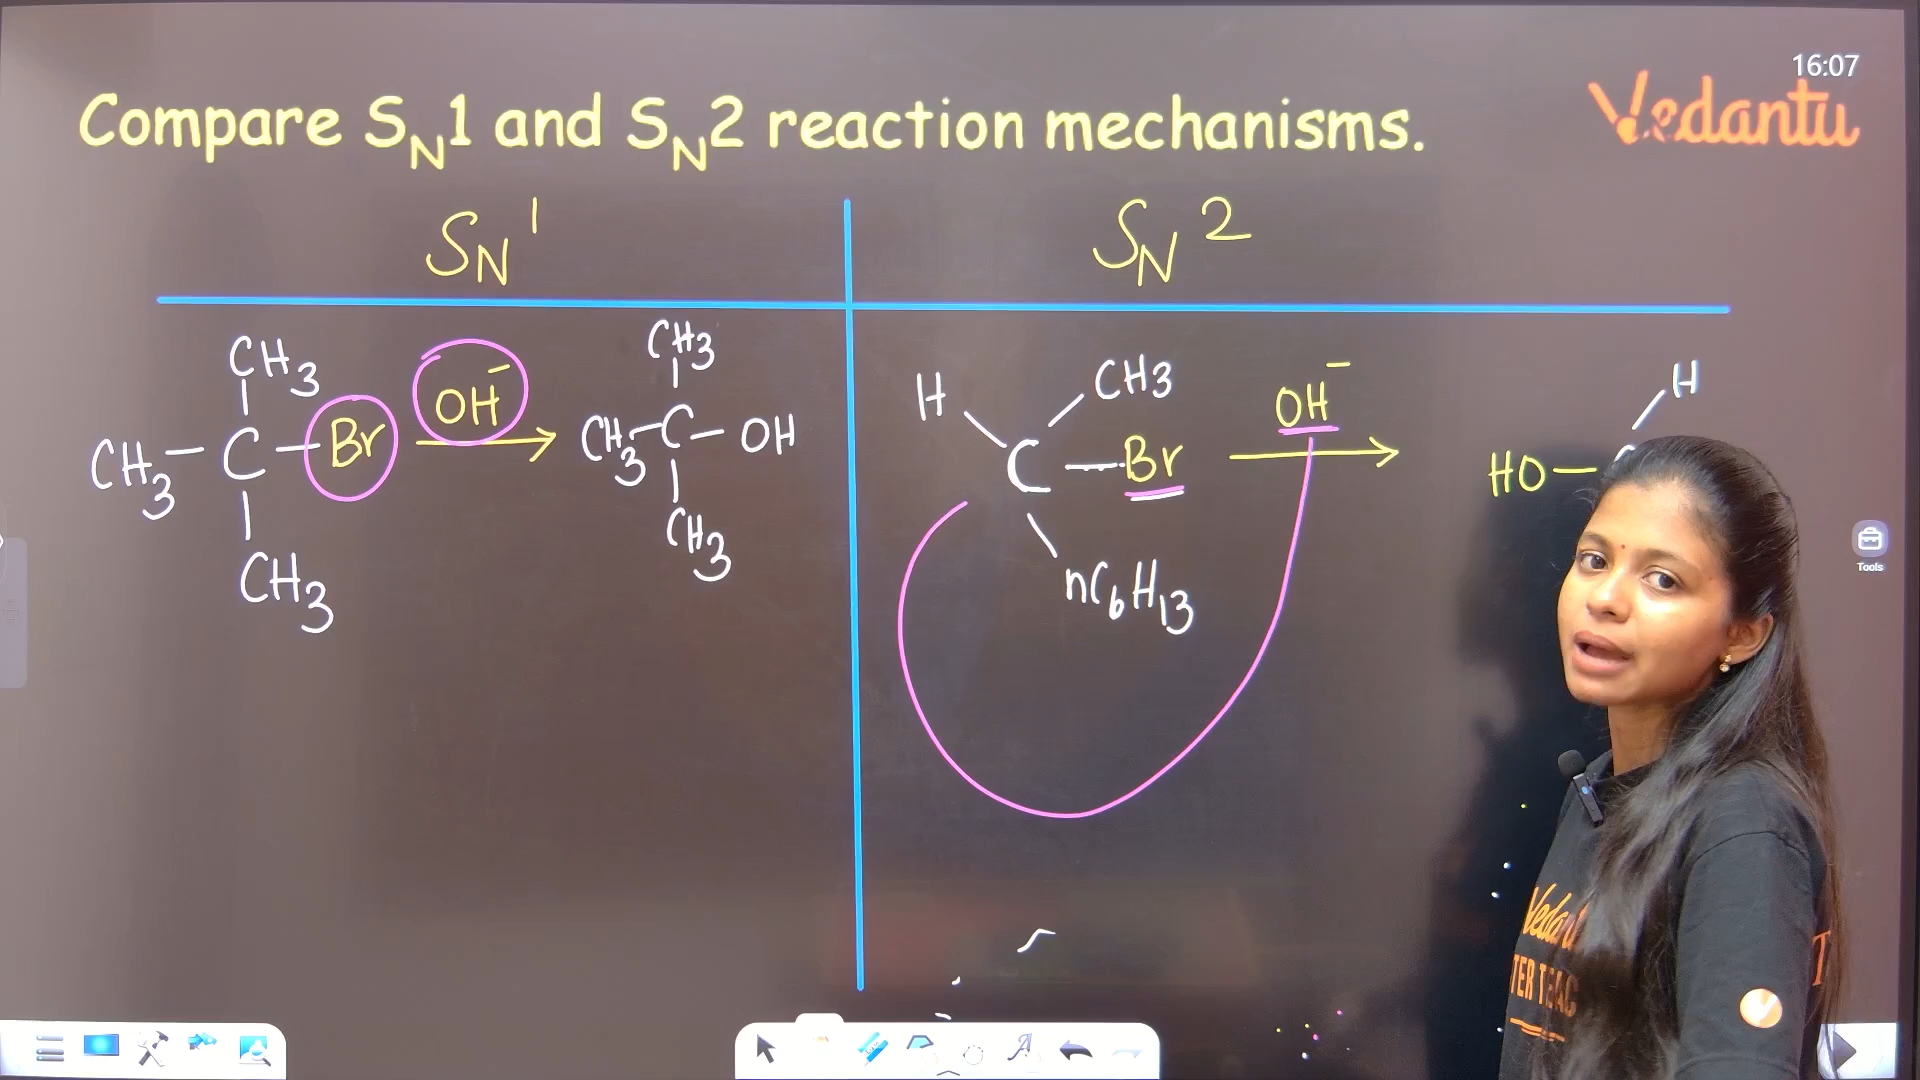 16:07
Vedantu
Compare SN1 and SN2 reaction mechanisms.
SN1
SN2
CH3
CH3 – C – Br
CH3
OH⁻
CH3
CH3 – C – OH
CH3
H CH3
C – Br
nC6H13
OH⁻
H
HO –
Tools